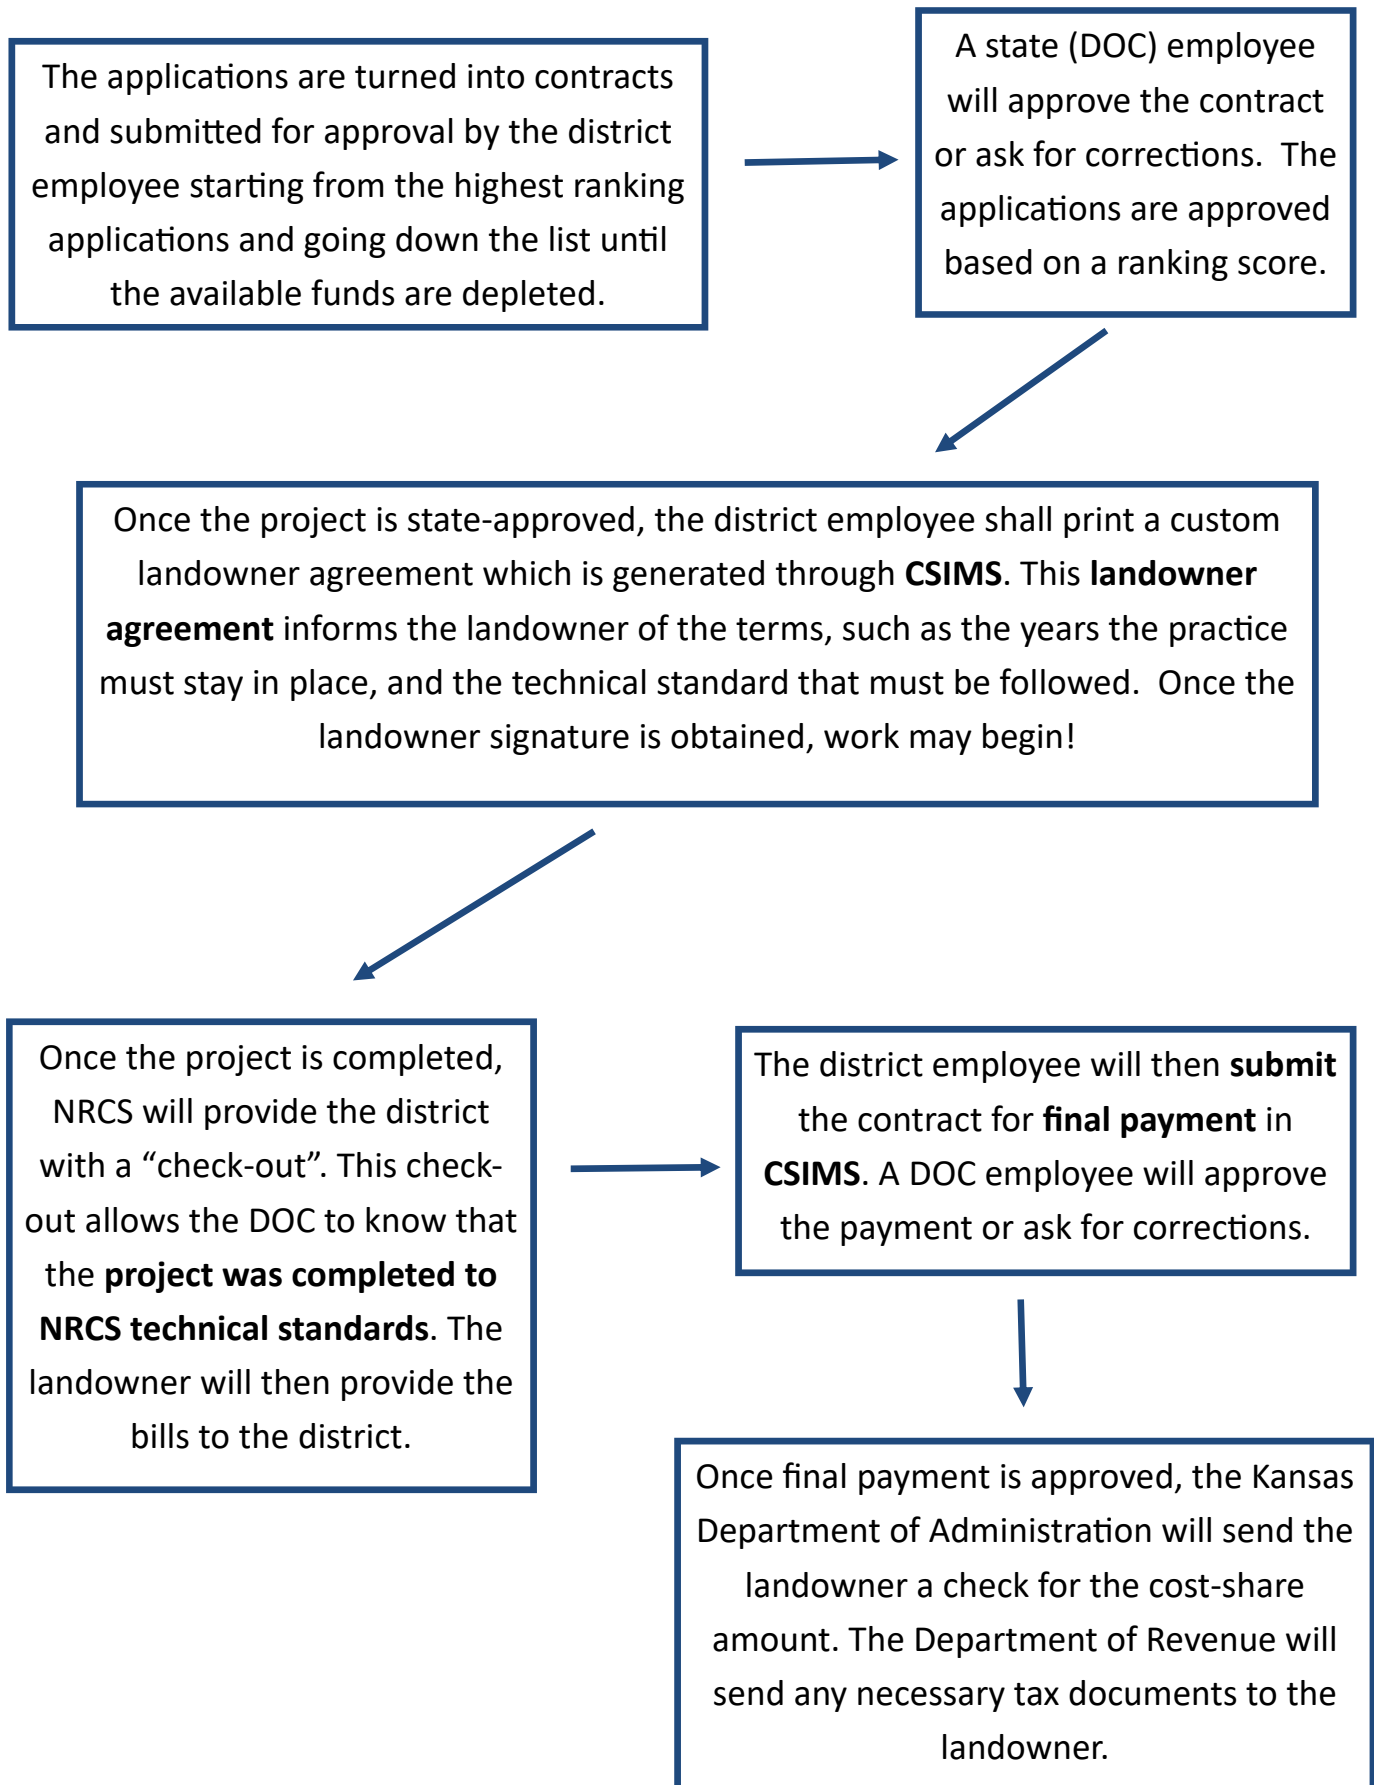 The applications are turned into contracts
and submitted for approval by the district
employee starting from the highest ranking
applications and going down the list until
the available funds are depleted.
A state (DOC) employee
will approve the contract
or ask for corrections.  The
applications are approved
based on a ranking score.
Once the project is state-approved, the district employee shall print a custom
landowner agreement which is generated through CSIMS. This landowner
agreement informs the landowner of the terms, such as the years the practice
must stay in place, and the technical standard that must be followed.  Once the
landowner signature is obtained, work may begin!
Once the project is completed,
NRCS will provide the district
with a “check-out”. This check-
out allows the DOC to know that
the project was completed to
NRCS technical standards. The
landowner will then provide the
bills to the district.
The district employee will then submit
the contract for final payment in
CSIMS. A DOC employee will approve
the payment or ask for corrections.
Once final payment is approved, the Kansas
Department of Administration will send the
landowner a check for the cost-share
amount. The Department of Revenue will
send any necessary tax documents to the
landowner.